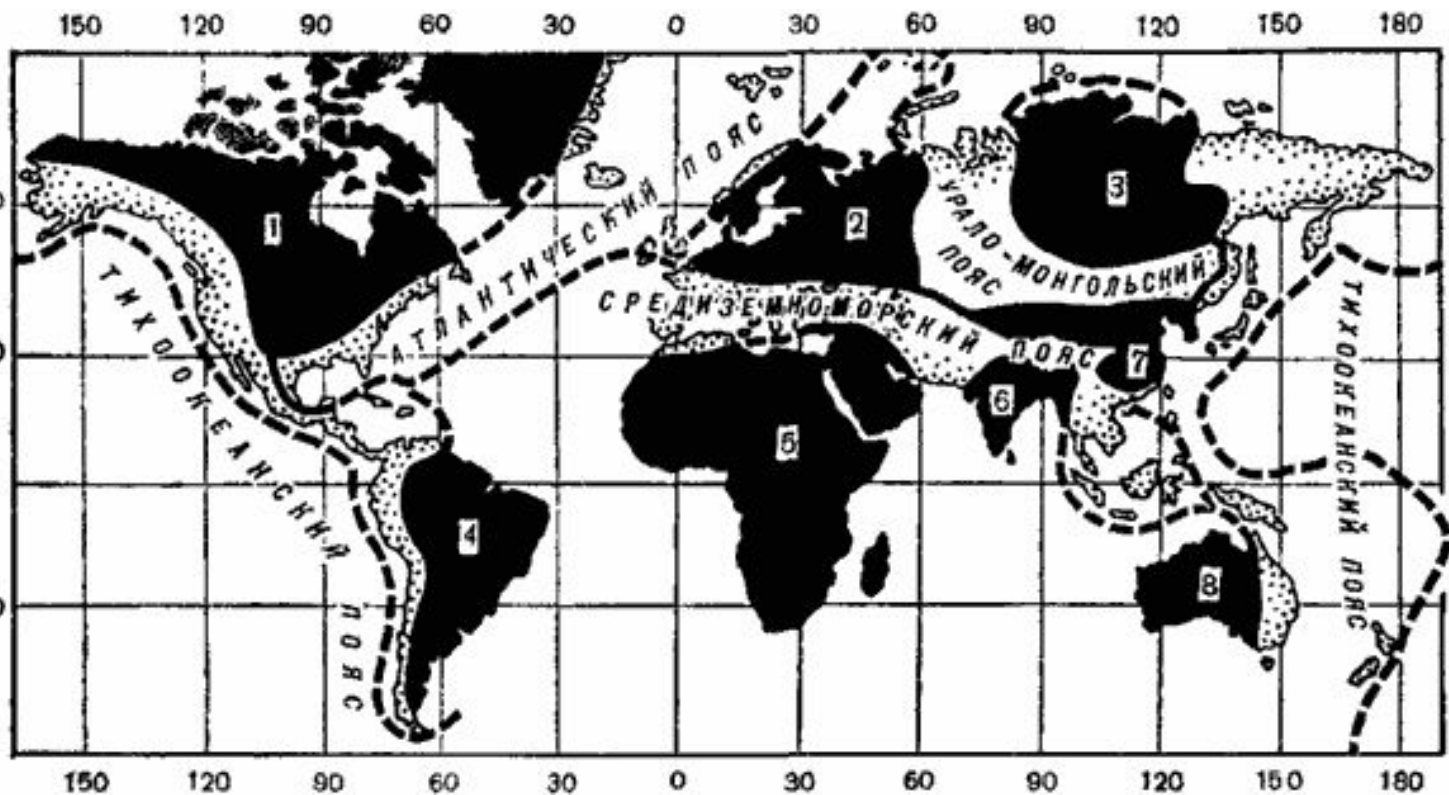 150 120 90 60 30 0 30 60 90 120 150 180
АТЛАНТИЧЕСКИЙ ПОЯС
УРАЛО-МОНГОЛЬСКИЙ
ПОЯС
ТИХООКЕАНСКИЙ ПОЯС
СРЕДИЗЕМНОМОРСКИЙ ПОЯС
ТИХООКЕАНСКИЙ ПОЯС
1
2
3
4
5
6
7
8
150 120 90 60 30 0 30 60 90 120 150 180